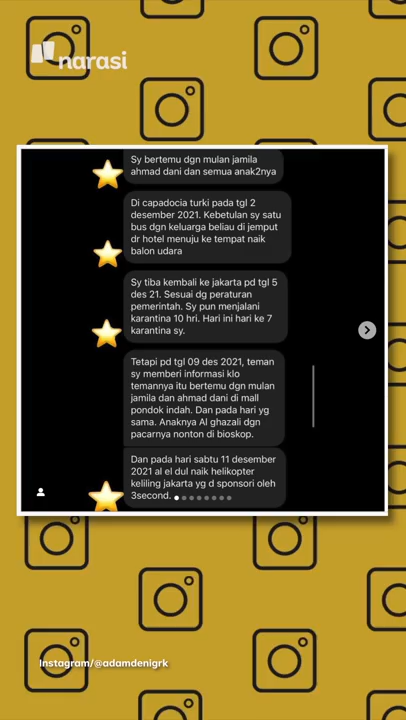 narasi
Sy bertemu dgn mulan jamila
ahmad dani dan semua anak2nya
Di capadocia turki pada tgl 2
desember 2021. Kebetulan sy satu
bus dgn keluarga beliau di jemput
dr hotel menuju ke tempat naik
balon udara
Sy tiba kembali ke jakarta pd tgl 5
des 21. Sesuai dg peraturan
pemerintah. Sy pun menjalani
karantina 10 hri. Hari ini hari ke 7
karantina sy.
Tetapi pd tgl 09 des 2021, teman
sy memberi informasi klo
temannya itu bertemu dgn mulan
jamila dan ahmad dani di mall
pondok indah. Dan pada hari yg
sama. Anaknya Al ghazali dgn
pacarnya nonton di bioskop.
Dan pada hari sabtu 11 desember
2021 al el dul naik helikopter
keliling jakarta yg d sponsori oleh
3second.
Instagram/@adamdenigrk